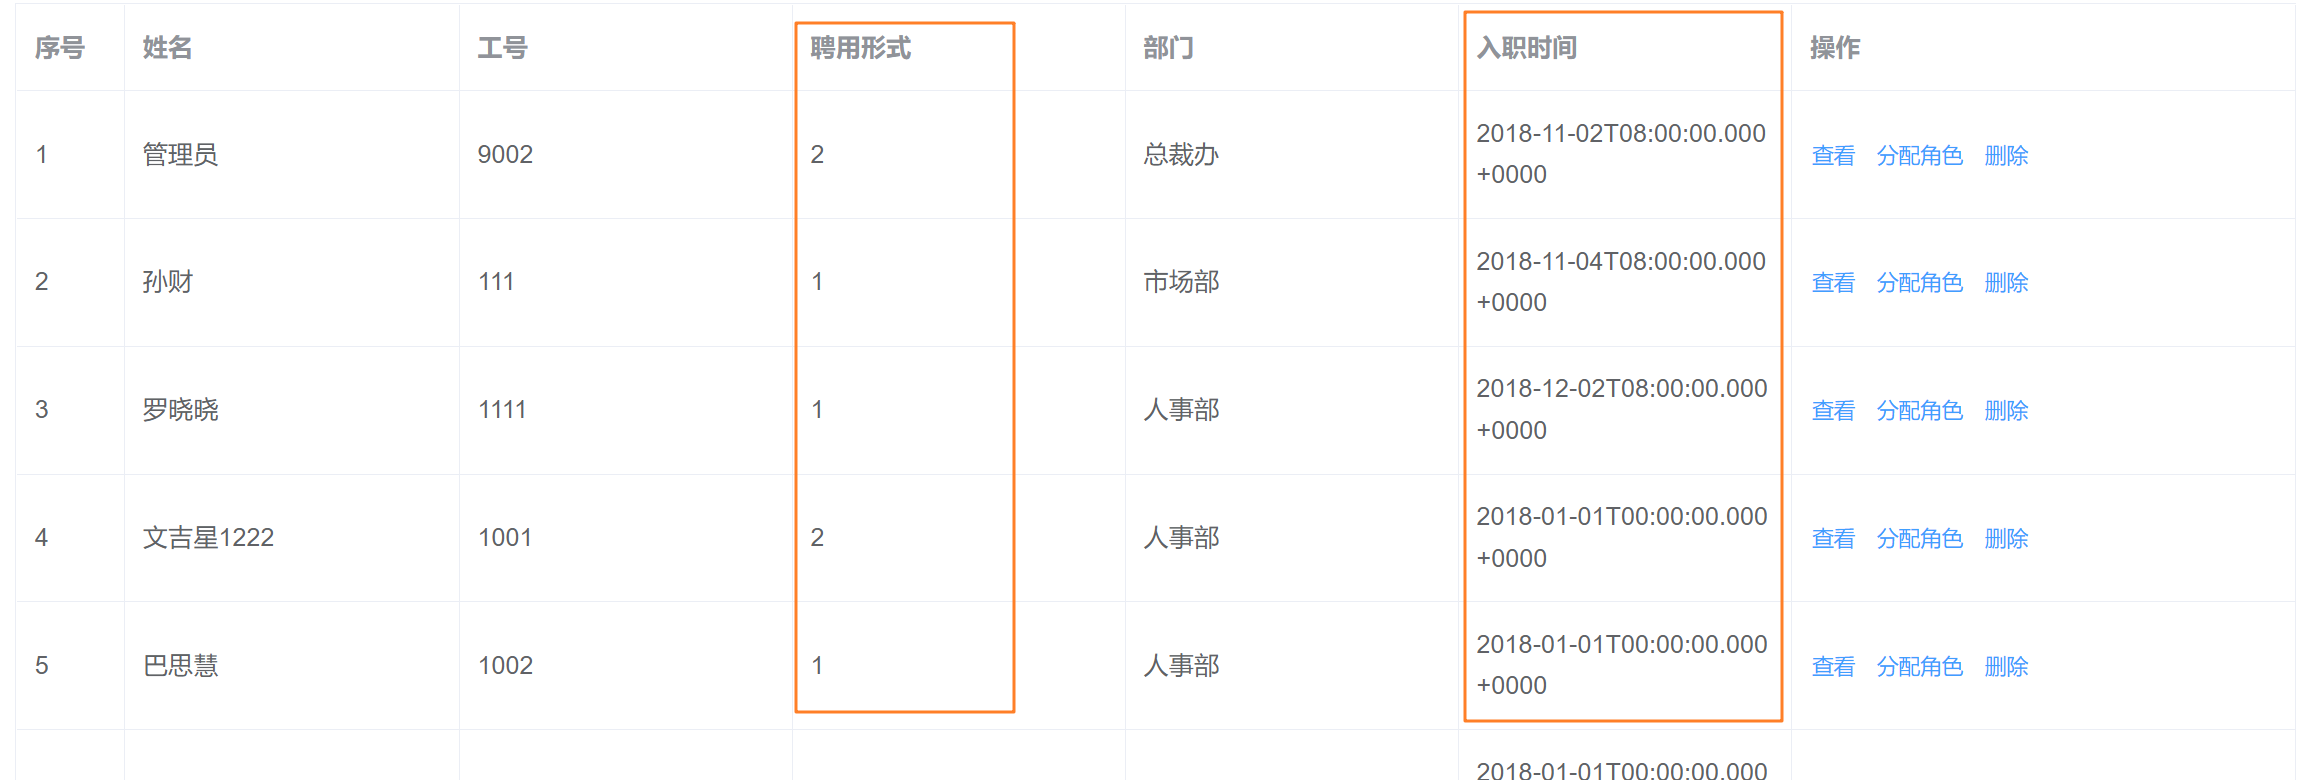 序号 姓名 工号 聘用形式 部门 入职时间 操作
1 管理员 9002 2 总裁办 2018-11-02T08:00:00.000 查看 分配角色 删除
+0000
2 孙财 111 1 市场部 2018-11-04T08:00:00.000 查看 分配角色 删除
+0000
3 罗晓晓 1111 1 人事部 2018-12-02T08:00:00.000 查看 分配角色 删除
+0000
4 文吉星1222 1001 2 人事部 2018-01-01T00:00:00.000 查看 分配角色 删除
+0000
5 巴思慧 1002 1 人事部 2018-01-01T00:00:00.000 查看 分配角色 删除
+0000
2018-01-01T00:00:00.000